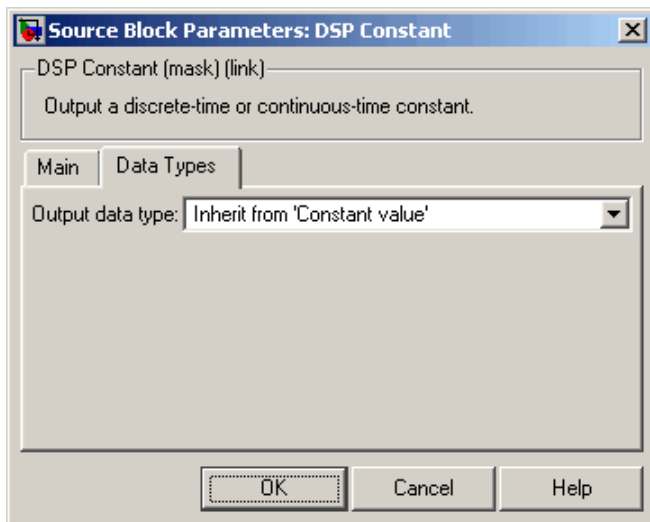 Source Block Parameters: DSP Constant
DSP Constant (mask) (link)
Output a discrete-time or continuous-time constant.
Main Data Types
Output data type: Inherit from 'Constant value'
OK Cancel Help